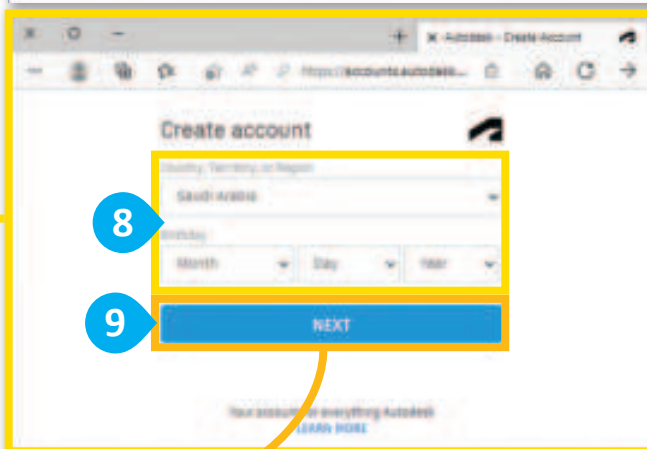 Autodesk - Create Account
https://accounts.autodesk...
Create account
Country, Territory, or Region
Saudi Arabia
8
Birthday
Month Day Year
9
NEXT
Your account for everything Autodesk
LEARN MORE